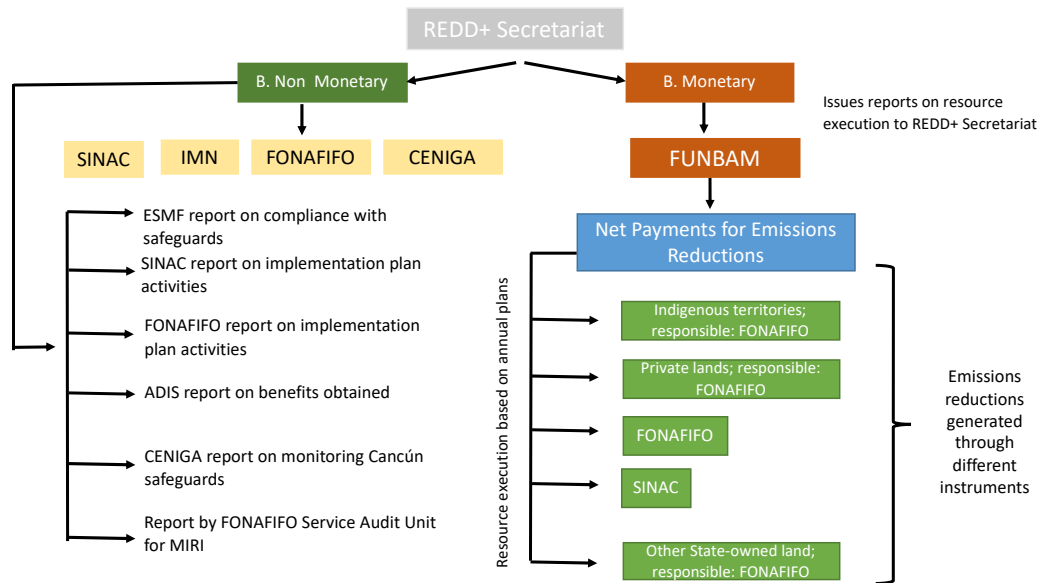 REDD+ Secretariat
B. Non Monetary
B. Monetary
Issues reports on resource
execution to REDD+ Secretariat
SINAC
IMN
FONAFIFO
CENIGA
FUNBAM
ESMF report on compliance with
safeguards
SINAC report on implementation plan
activities
FONAFIFO report on implementation
plan activities
ADIS report on benefits obtained
CENIGA report on monitoring Cancún
safeguards
Report by FONAFIFO Service Audit Unit
for MIRI
Net Payments for Emissions
Reductions
Resource execution based on annual plans
Indigenous territories;
responsible: FONAFIFO
Private lands; responsible:
FONAFIFO
FONAFIFO
SINAC
Other State-owned land;
responsible: FONAFIFO
Emissions
reductions
generated
through
different
instruments